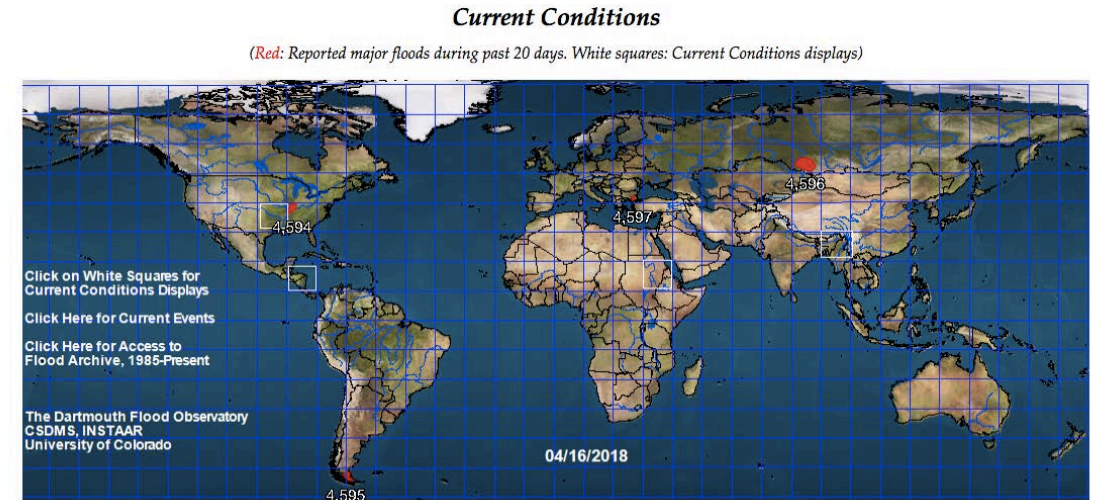 Current Conditions
(Red: Reported major floods during past 20 days. White squares: Current Conditions displays)
4,596
4,597
4,594
Click on White Squares for
Current Conditions Displays
Click Here for Current Events
Click Here for Access to
Flood Archive, 1985-Present
The Dartmouth Flood Observatory
CSDMS, INSTAAR
University of Colorado
04/16/2018
4,595